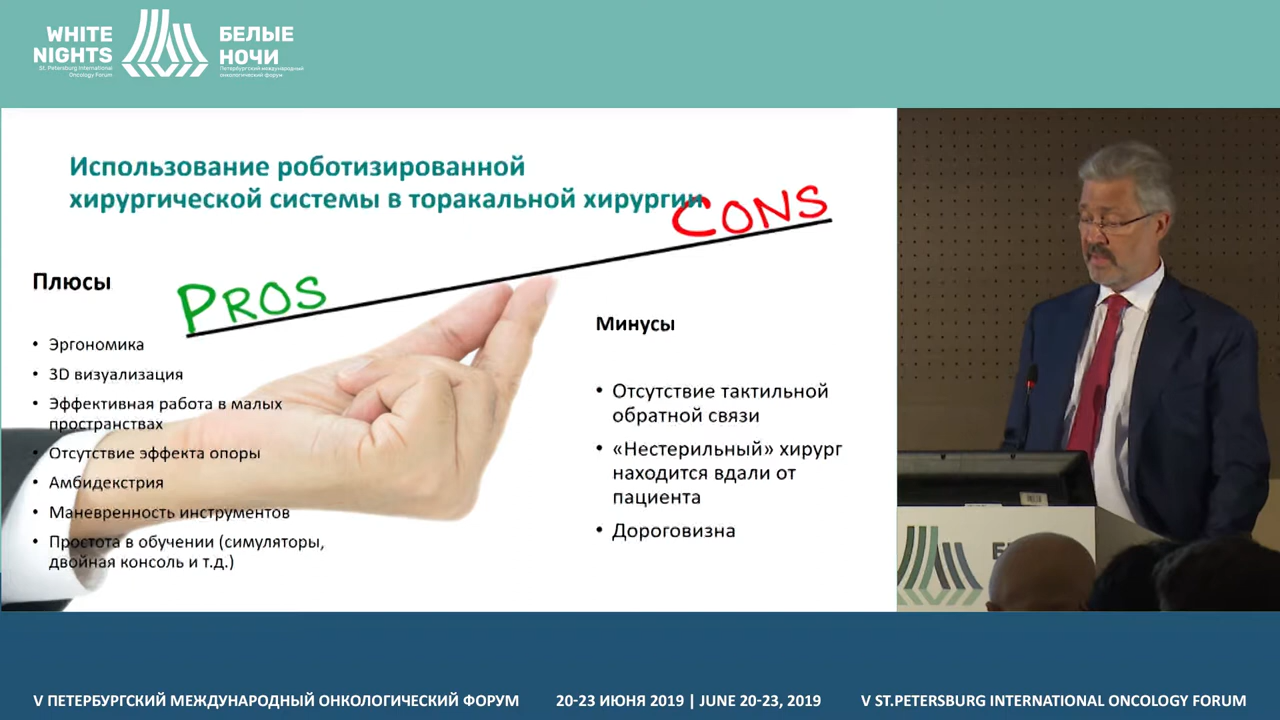 WHITE
NIGHTS
St. Petersburg International
Oncology Forum
БЕЛЫЕ
НОЧИ
Петербургский международный
онкологический форум
Использование роботизированной
хирургической системы в торакальной хирургии
CONS
PROS
Плюсы
• Эргономика
• 3D визуализация
• Эффективная работа в малых
пространствах
• Отсутствие эффекта опоры
• Амбидекстрия
• Маневренность инструментов
• Простота в обучении (симуляторы,
двойная консоль и т.д.)
Минусы
• Отсутствие тактильной
обратной связи
• «Нестерильный» хирург
находится вдали от
пациента
• Дороговизна
V ПЕТЕРБУРГСКИЙ МЕЖДУНАРОДНЫЙ ОНКОЛОГИЧЕСКИЙ ФОРУМ
20-23 ИЮНЯ 2019 | JUNE 20-23, 2019
V ST.PETERSBURG INTERNATIONAL ONCOLOGY FORUM